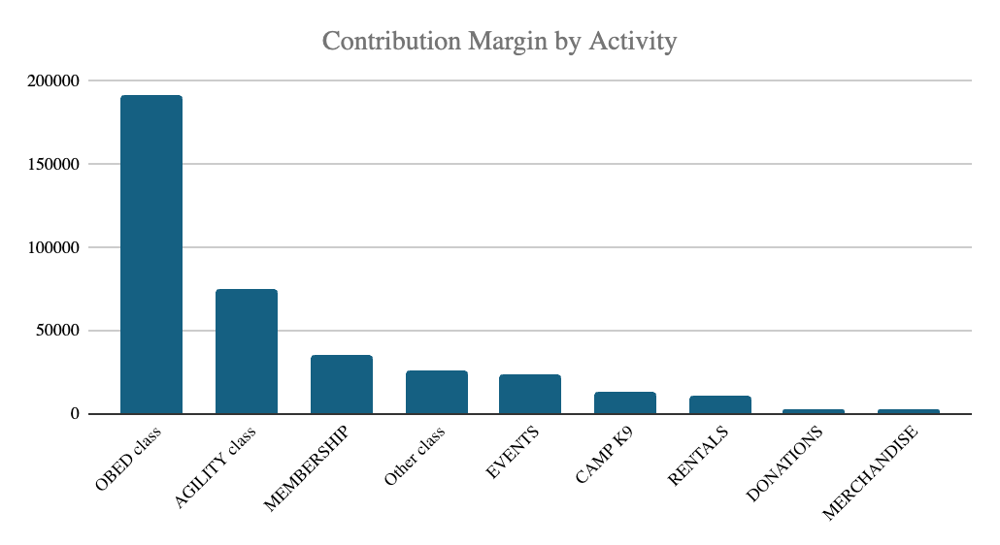 Contribution Margin by Activity
200000
150000
100000
50000
0
OBED class
AGILITY class
MEMBERSHIP
Other class
EVENTS
CAMP K9
RENTALS
DONATIONS
MERCHANDISE